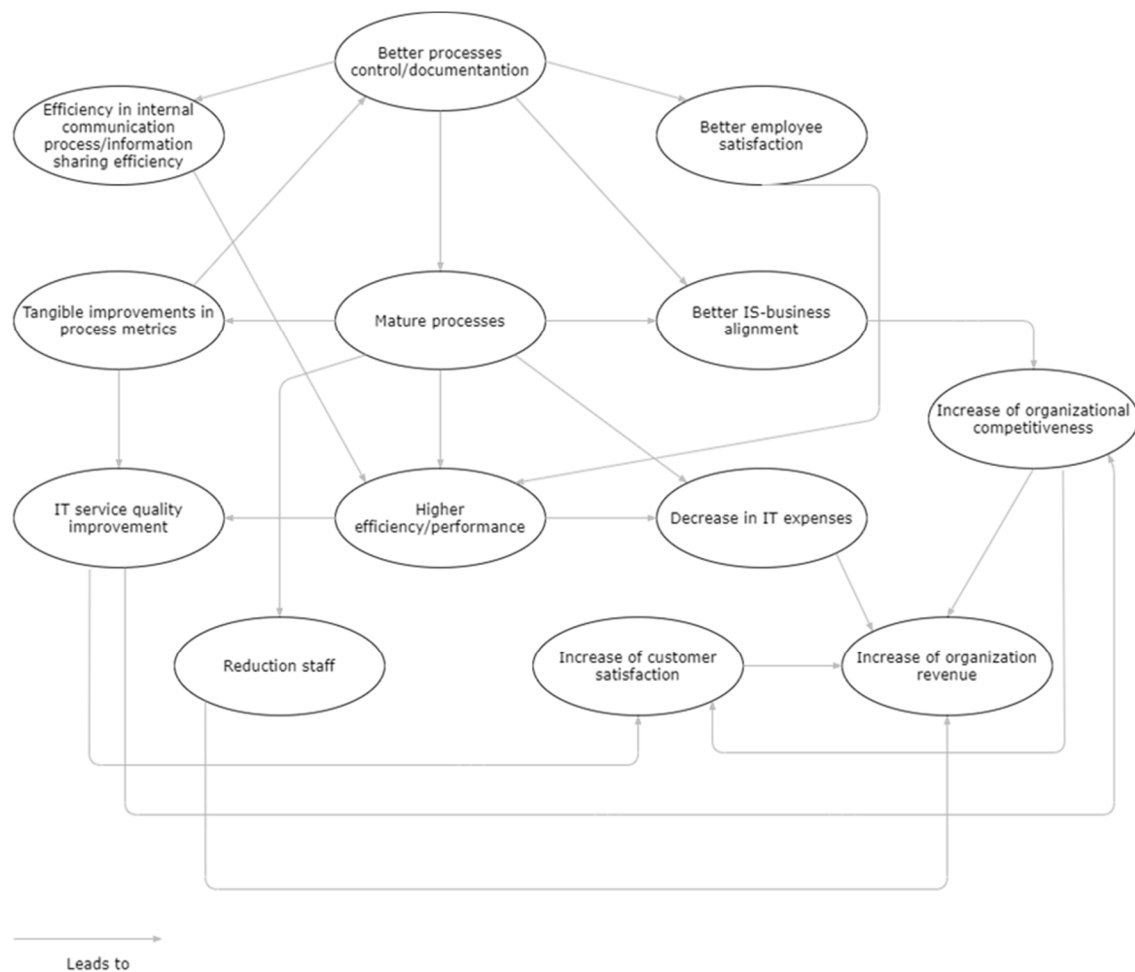 Better processes
control/documentantion
Efficiency in internal
communication
process/information
sharing efficiency
Better employee
satisfaction
Tangible improvements in
process metrics
Mature processes
Better IS-business
alignment
Increase of organizational
competitiveness
IT service quality
improvement
Higher
efficiency/performance
Decrease in IT expenses
Reduction staff
Increase of customer
satisfaction
Increase of organization
revenue
Leads to